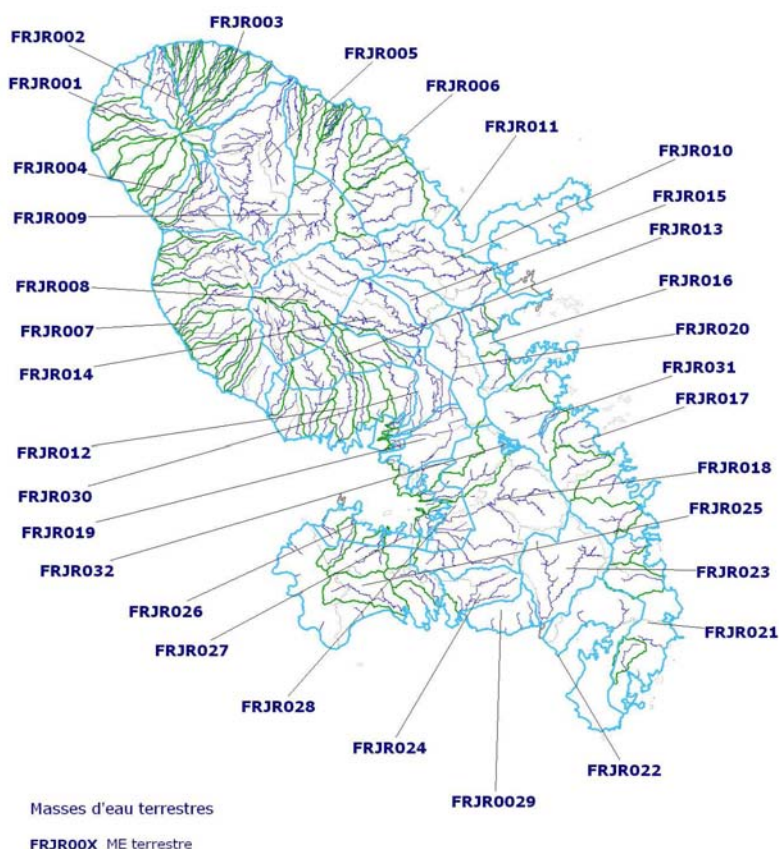 FRJR003
FRJR002
FRJR005
FRJR001
FRJR006
FRJR011
FRJR010
FRJR004
FRJR015
FRJR009
FRJR013
FRJR016
FRJR008
FRJR020
FRJR007
FRJR031
FRJR014
FRJR017
FRJR012
FRJR018
FRJR030
FRJR025
FRJR019
FRJR032
FRJR023
FRJR026
FRJR021
FRJR027
FRJR028
FRJR024
FRJR022
FRJR0029
Masses d'eau terrestres
FRJR00X ME terrestre